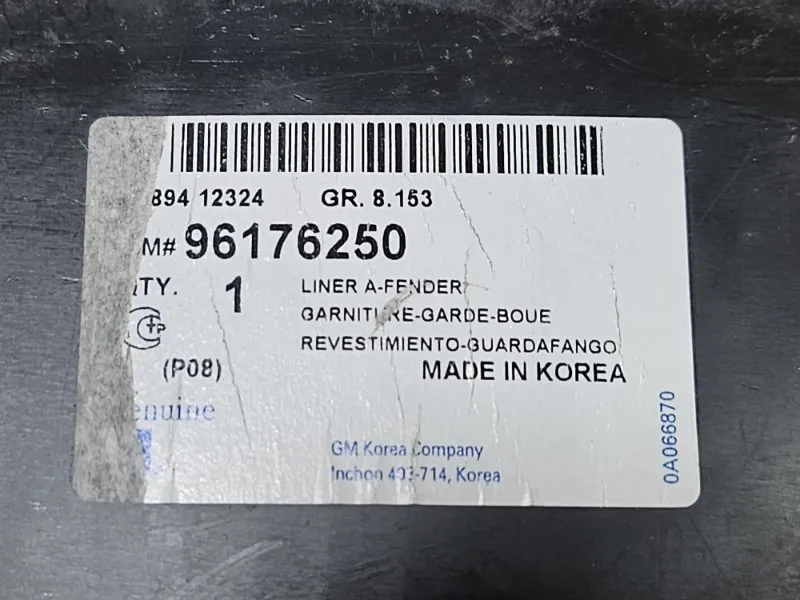 894 12324 GR. 8.153
M# 96176250
QTY. 1
LINER A-FENDER
GARNITURE-GARDE-BOUE
REVESTIMIENTO-GUARDAFANGO
(P08) MADE IN KOREA
enuine
GM Korea Company
Inchon 403-714, Korea
0A066870